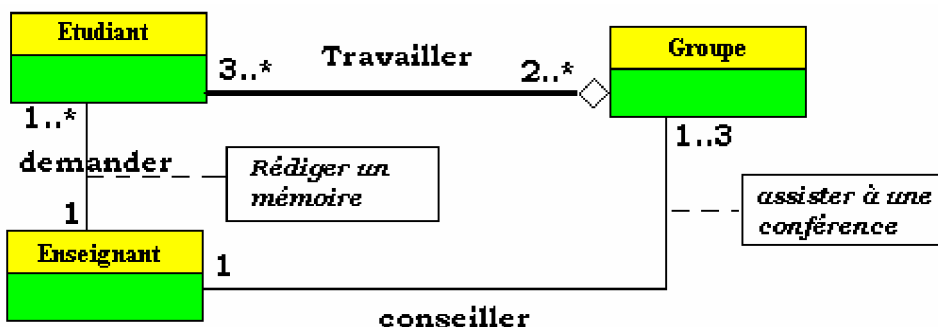 Etudiant
Groupe
Travailler
3..*
2..*
1..*
1..3
demander
Rédiger un
mémoire
assister à une
conférence
1
Enseignant
1
conseiller